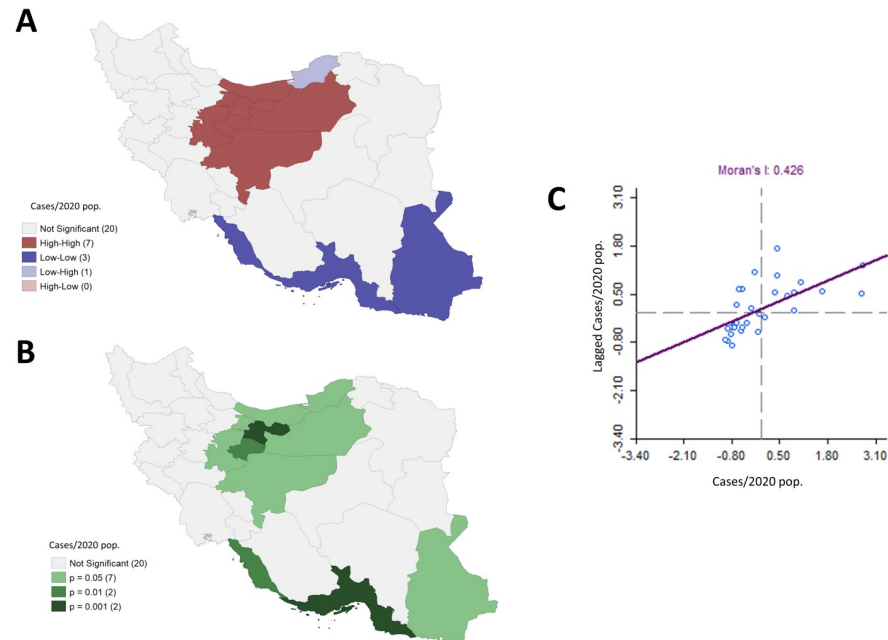 A
Cases/2020 pop.
Not Significant (20)
High-High (7)
Low-Low (3)
Low-High (1)
High-Low (0)
B
Cases/2020 pop.
Not Significant (20)
p = 0.05 (7)
p = 0.01 (2)
p = 0.001 (2)
C
Moran's I: 0.426
Lagged Cases/2020 pop.
3.10
1.80
0.50
-0.80
-2.10
-3.40
-3.40 -2.10 -0.80 0.50 1.80 3.10
Cases/2020 pop.